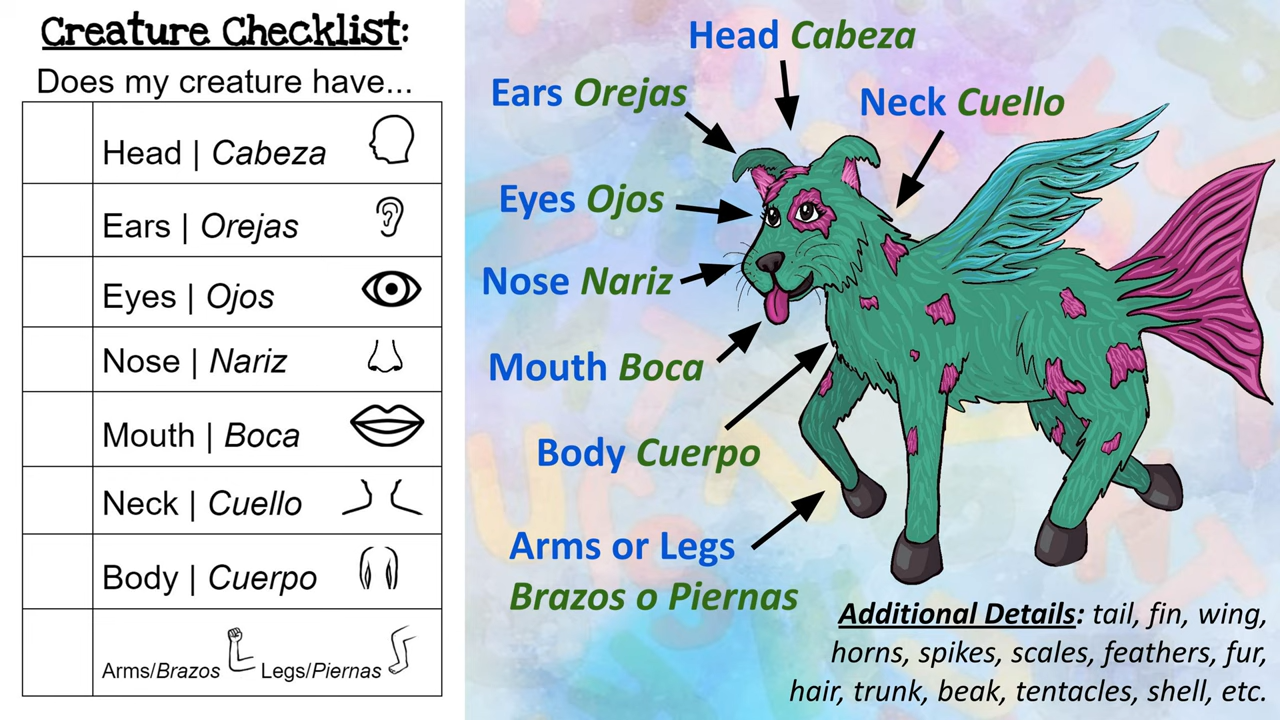 Creature Checklist:
Does my creature have...
Head | Cabeza
Ears | Orejas
Eyes | Ojos
Nose | Nariz
Mouth | Boca
Neck | Cuello
Body | Cuerpo
Arms/Brazos Legs/Piernas
Head Cabeza
Ears Orejas
Neck Cuello
Eyes Ojos
Nose Nariz
Mouth Boca
Body Cuerpo
Arms or Legs
Brazos o Piernas
Additional Details: tail, fin, wing,
horns, spikes, scales, feathers, fur,
hair, trunk, beak, tentacles, shell, etc.